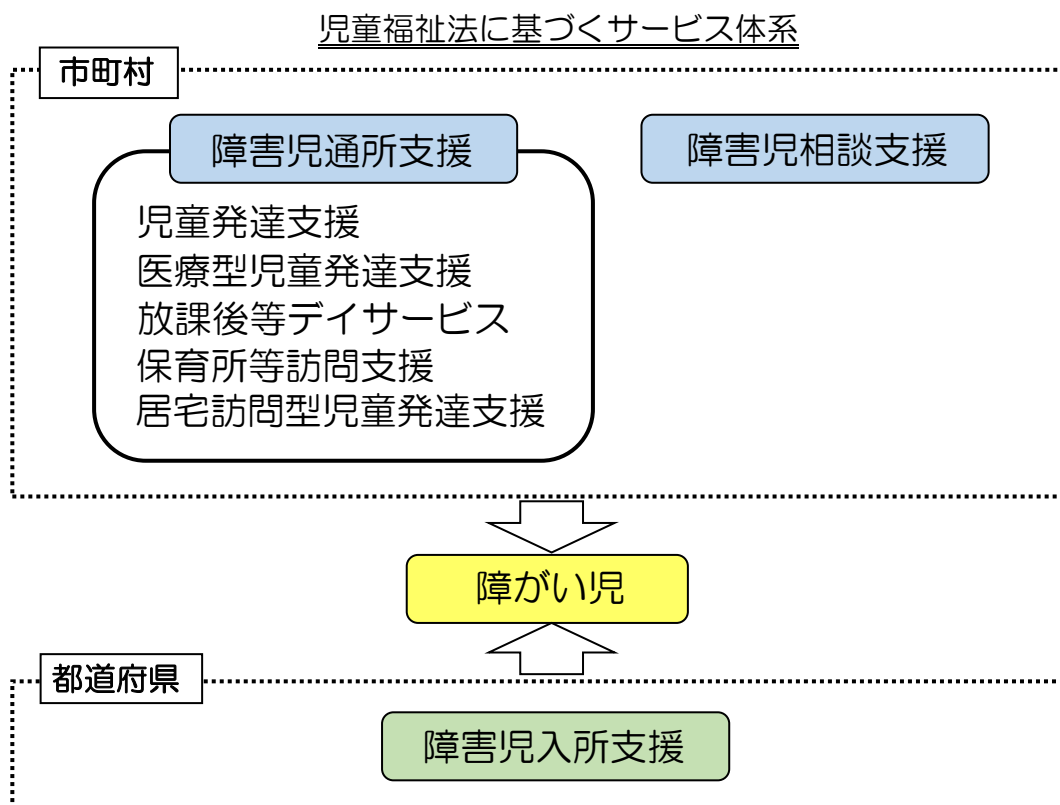 児童福祉法に基づくサービス体系
市町村
障害児通所支援
障害児相談支援
児童発達支援
医療型児童発達支援
放課後等デイサービス
保育所等訪問支援
居宅訪問型児童発達支援
障がい児
都道府県
障害児入所支援